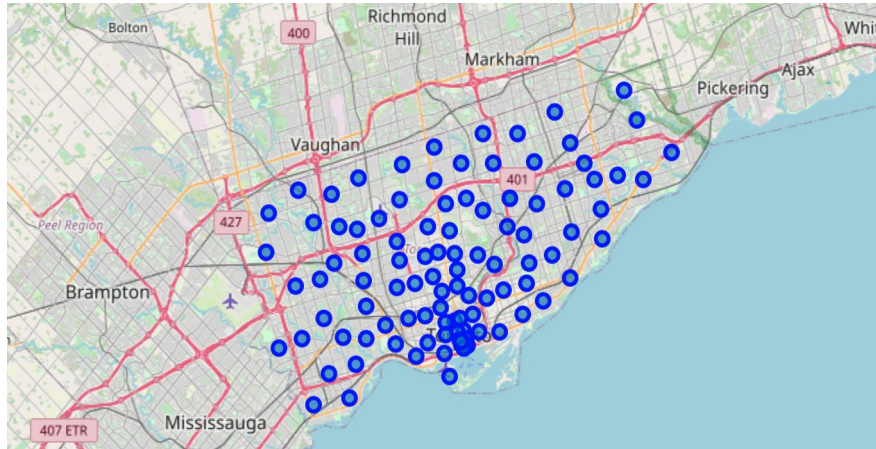 Bolton
400
Richmond
Hill
Markham
Whit
Ajax
Pickering
Vaughan
401
427
Peel Region
Brampton
Mississauga
407 ETR